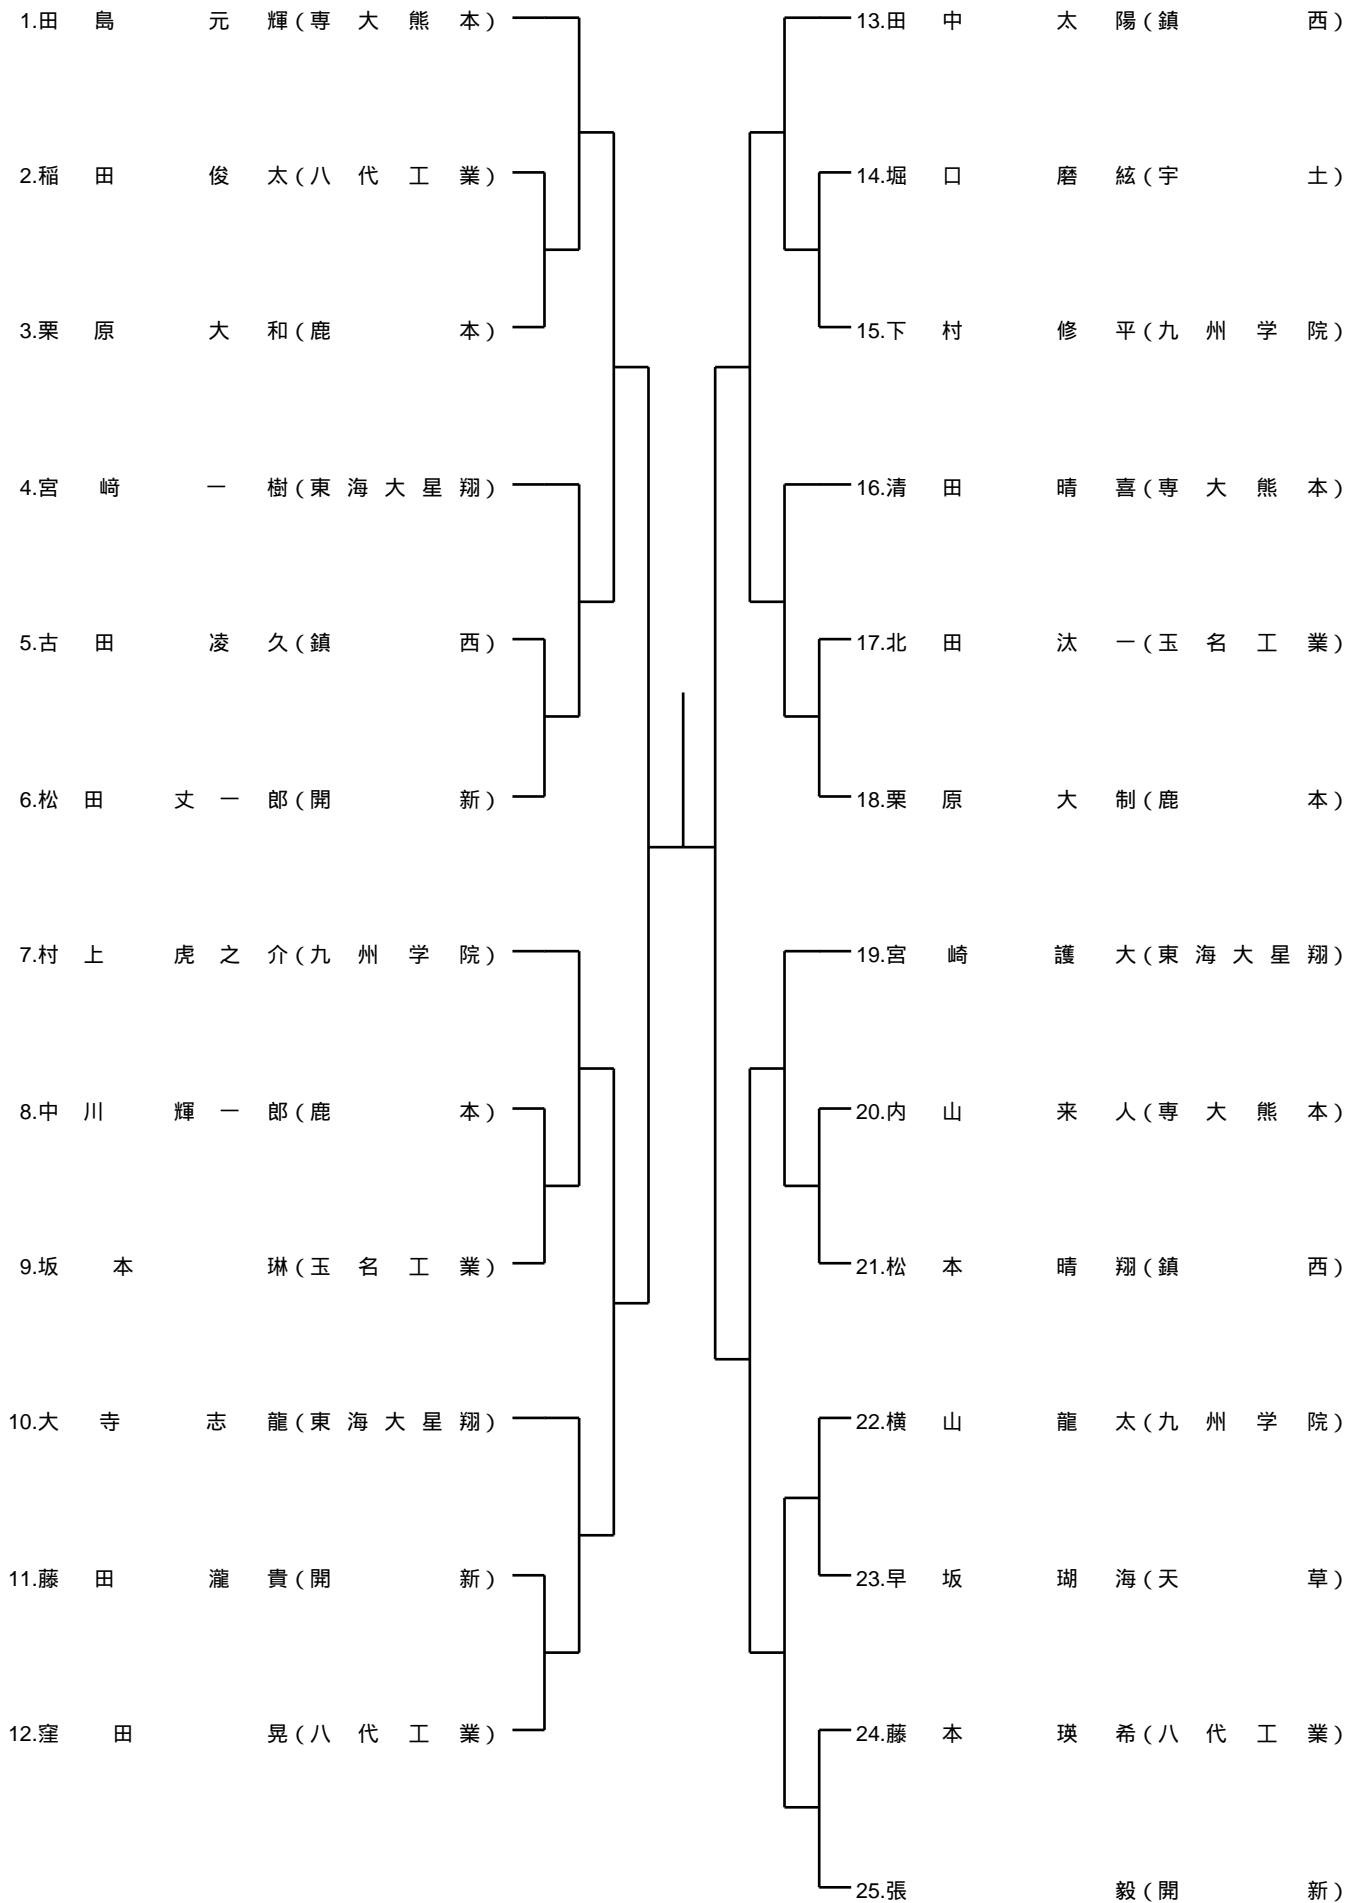 1.田島 元輝(専大熊本)
2.稲田 俊太(八代工業)
3.栗原 大和(鹿本)
4.宮﨑 一樹(東海大星翔)
5.古田 凌久(鎮西)
6.松田 丈一郎(開新)
7.村上 虎之介(九州学院)
8.中川 輝一郎(鹿本)
9.坂本 琳(玉名工業)
10.大寺 志龍(東海大星翔)
11.藤田 瀧貴(開新)
12.窪田 晃(八代工業)
13.田中 太陽(鎮西)
14.堀口 磨絃(宇土)
15.下村 修平(九州学院)
16.清田 晴喜(専大熊本)
17.北田 汰一(玉名工業)
18.栗原 大制(鹿本)
19.宮崎 護大(東海大星翔)
20.内山 来人(専大熊本)
21.松本 晴翔(鎮西)
22.横山 龍太(九州学院)
23.早坂 瑚海(天草)
24.藤本 瑛希(八代工業)
25.張 毅(開新)